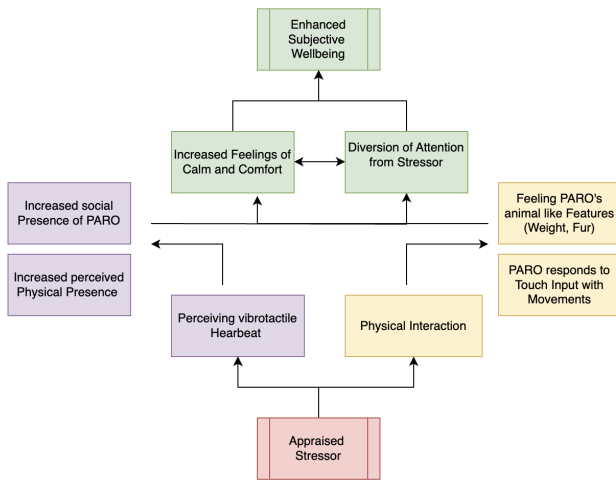 Enhanced
Subjective
Wellbeing
Increased Feelings of
Calm and Comfort
Diversion of Attention
from Stressor
Increased social
Presence of PARO
Feeling PARO's
animal like Features
(Weight, Fur)
Increased perceived
Physical Presence
PARO responds to
Touch Input with
Movements
Perceiving vibrotactile
Hearbeat
Physical Interaction
Appraised
Stressor